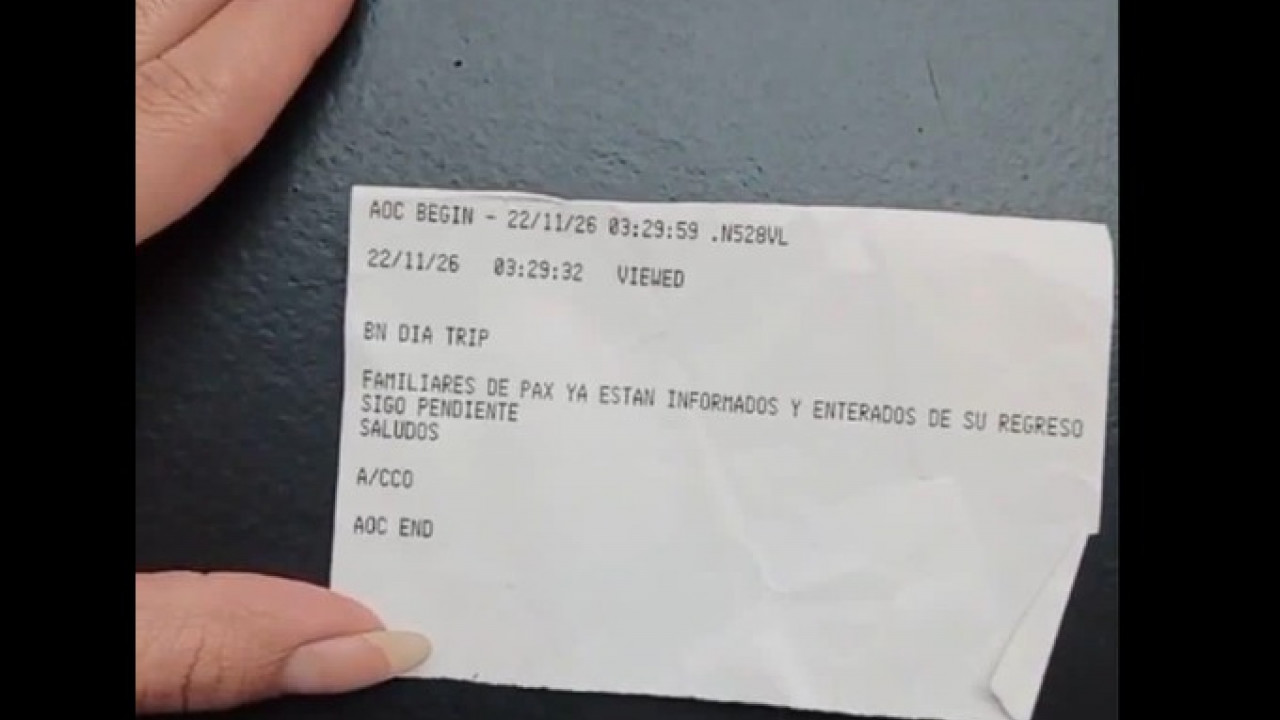 AOC BEGIN - 22/11/26 03:29:59 .N528VL
22/11/26 03:29:32 VIEWED
BN DIA TRIP
FAMILIARES DE PAX YA ESTAN INFORMADOS Y ENTERADOS DE SU REGRESO
SIGO PENDIENTE
SALUDOS
A/CCO
AOC END